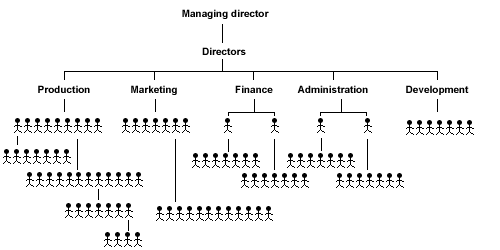 Managing director
Directors
Production Marketing Finance Administration Development